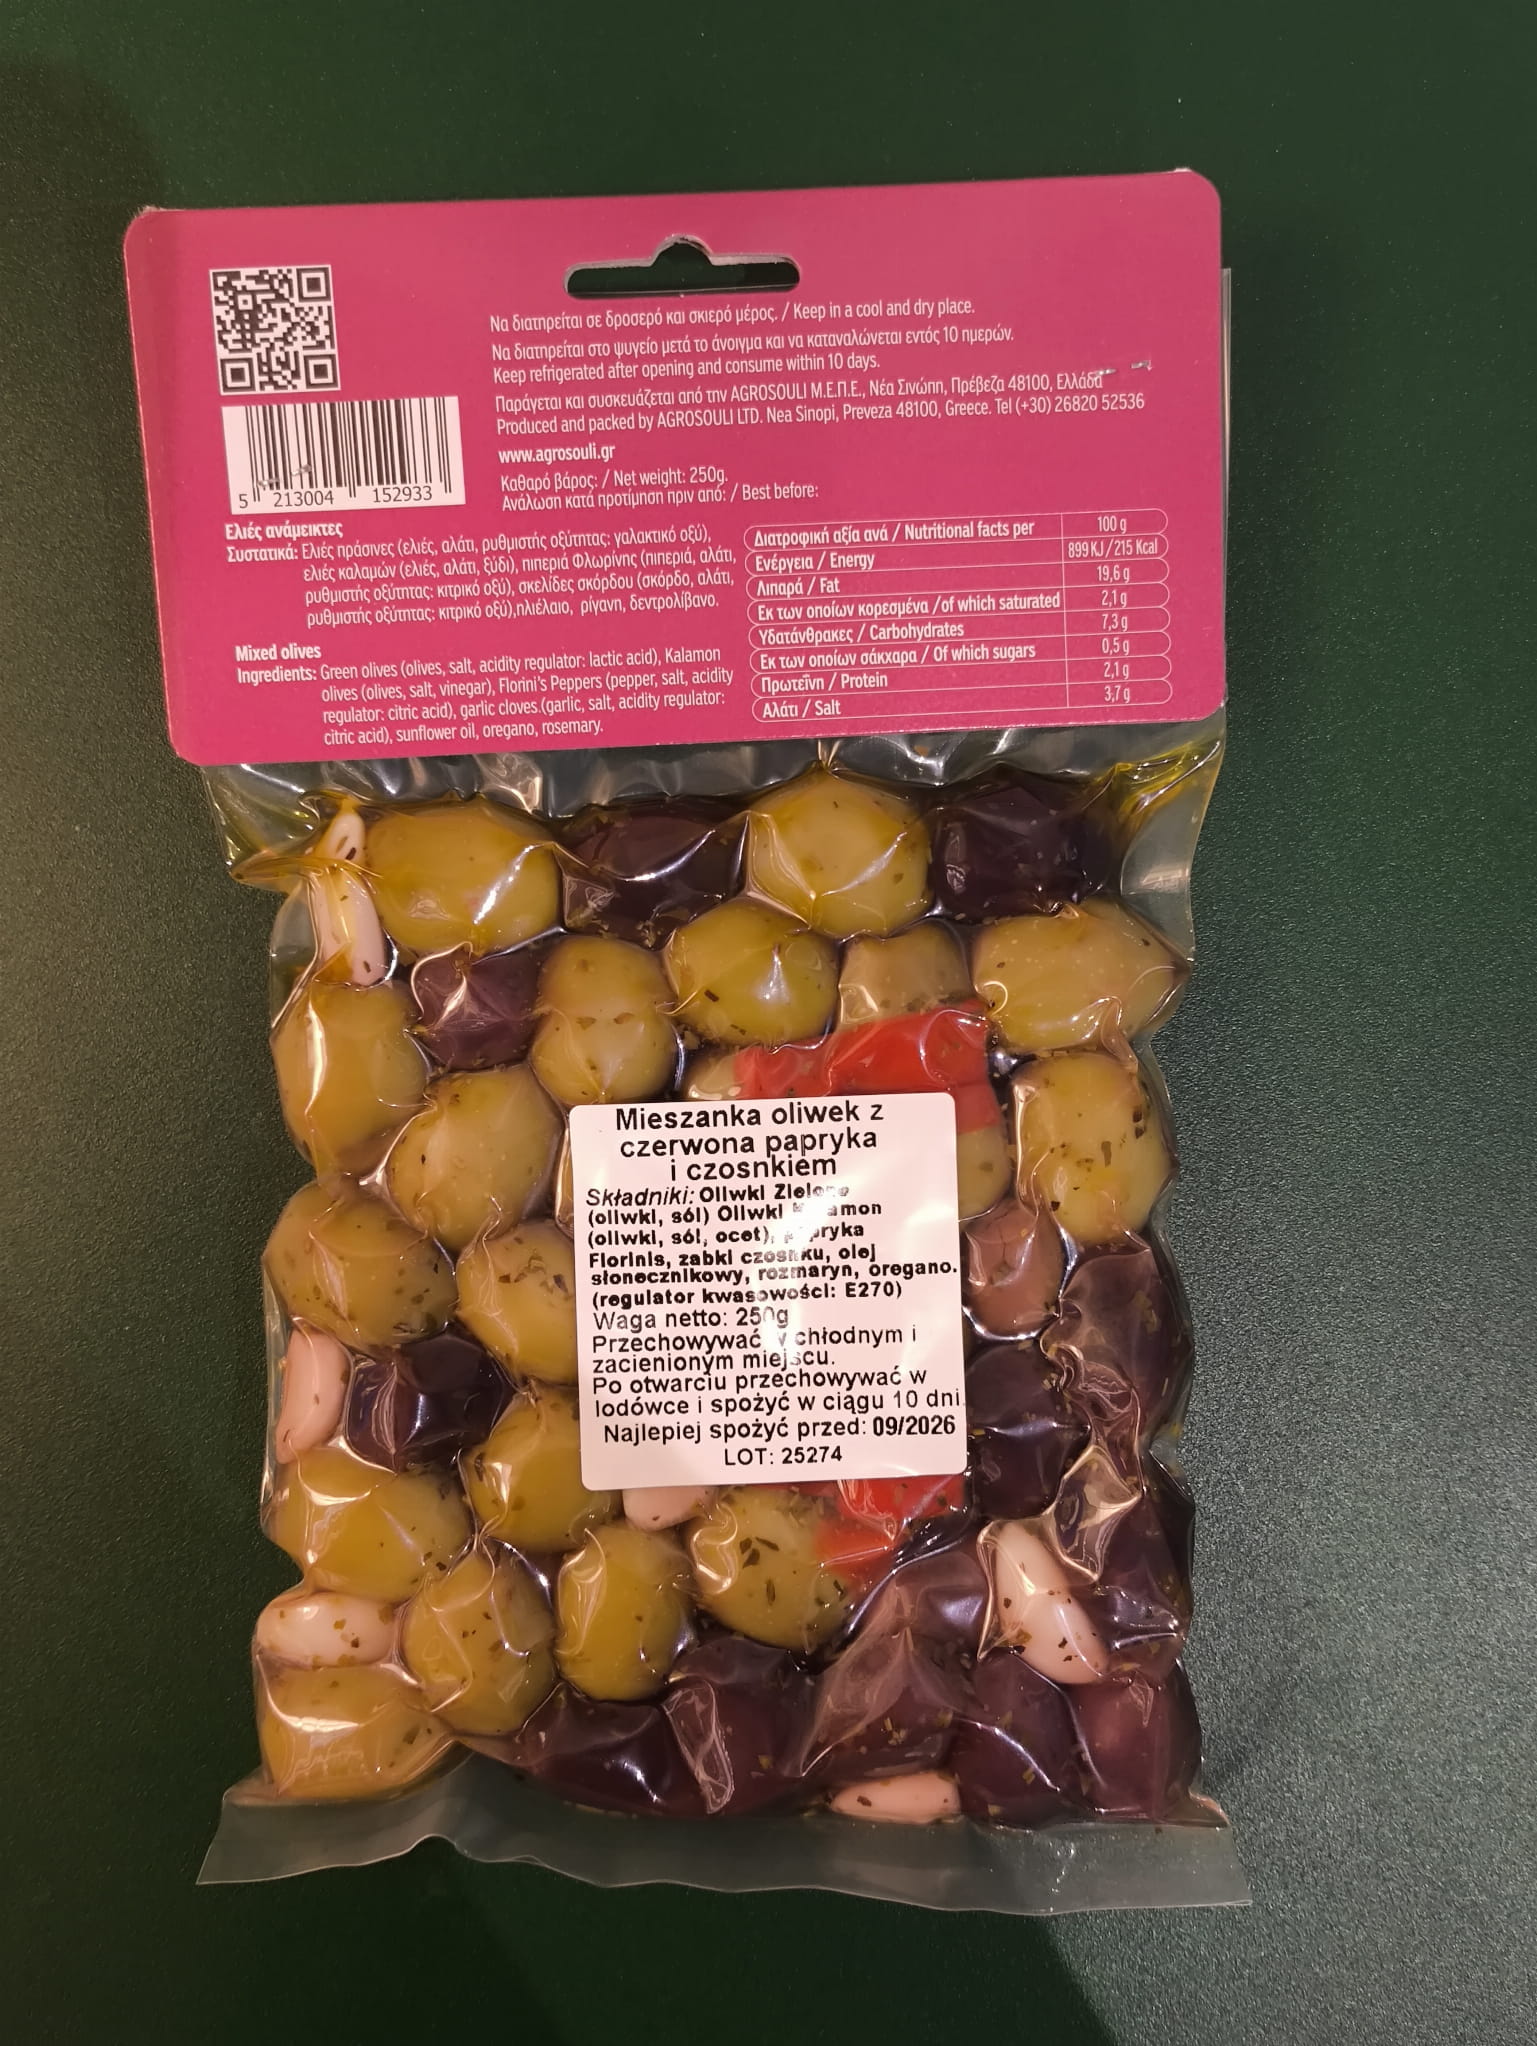 Να διατηρείται σε δροσερό και σκιερό μέρος. / Keep in a cool and dry place.
Να διατηρείται στο ψυγείο μετά το άνοιγμα και να καταναλώνεται εντός 10 ημερών.
Keep refrigerated after opening and consume within 10 days.
Παράγεται και συσκευάζεται από την AGROSOULI Μ.Ε.Π.Ε., Νέα Σινώπη, Πρέβεζα 48100, Ελλάδα
Produced and packed by AGROSOULI LTD. Nea Sinopi, Preveza 48100, Greece. Tel (+30) 26820 52536
www.agrosouli.gr
Καθαρό βάρος: / Net weight: 250g.
Ανάλωση κατά προτίμηση πριν από: / Best before:
5 213004 152933
Ελιές ανάμεικτες
Συστατικά: Ελιές πράσινες (ελιές, αλάτι, ρυθμιστής οξύτητας: γαλακτικό οξύ),
ελιές καλαμών (ελιές, αλάτι, ξύδι), πιπεριά Φλωρίνης (πιπεριά, αλάτι,
ρυθμιστής οξύτητας: κιτρικό οξύ), σκελίδες σκόρδου (σκόρδο, αλάτι,
ρυθμιστής οξύτητας: κιτρικό οξύ),ηλιέλαιο, ρίγανη, δεντρολίβανο.
Mixed olives
Ingredients: Green olives (olives, salt, acidity regulator: lactic acid), Kalamon
olives (olives, salt, vinegar), Florini's Peppers (pepper, salt, acidity
regulator: citric acid), garlic cloves (garlic, salt, acidity regulator:
citric acid), sunflower oil, oregano, rosemary.
Διατροφική αξία ανά / Nutritional facts per 100 g
Ενέργεια / Energy 899 KJ /215 Kcal
Λιπαρά / Fat 19,6 g
Εκ των οποίων κορεσμένα /of which saturated 2,1 g
Υδατάνθρακες / Carbohydrates 7,3 g
Εκ των οποίων σάκχαρα / Of which sugars 0,5 g
Πρωτεΐνη / Protein 2,1 g
Αλάτι / Salt 3,7 g
Mieszanka oliwek z
czerwona papryka
i czosnkiem
Składniki: Oliwki Zielone
(oliwki, sól) Oliwki Kalamon
(oliwki, sól, ocet), papryka
Florinis, zabki czosnku, olej
słonecznikowy, rozmaryn, oregano.
(regulator kwasowości: E270)
Waga netto: 250g
Przechowywać w chłodnym i
zacienionym miejscu.
Po otwarciu przechowywać w
lodówce i spożyć w ciągu 10 dni.
Najlepiej spożyć przed: 09/2026
LOT: 25274